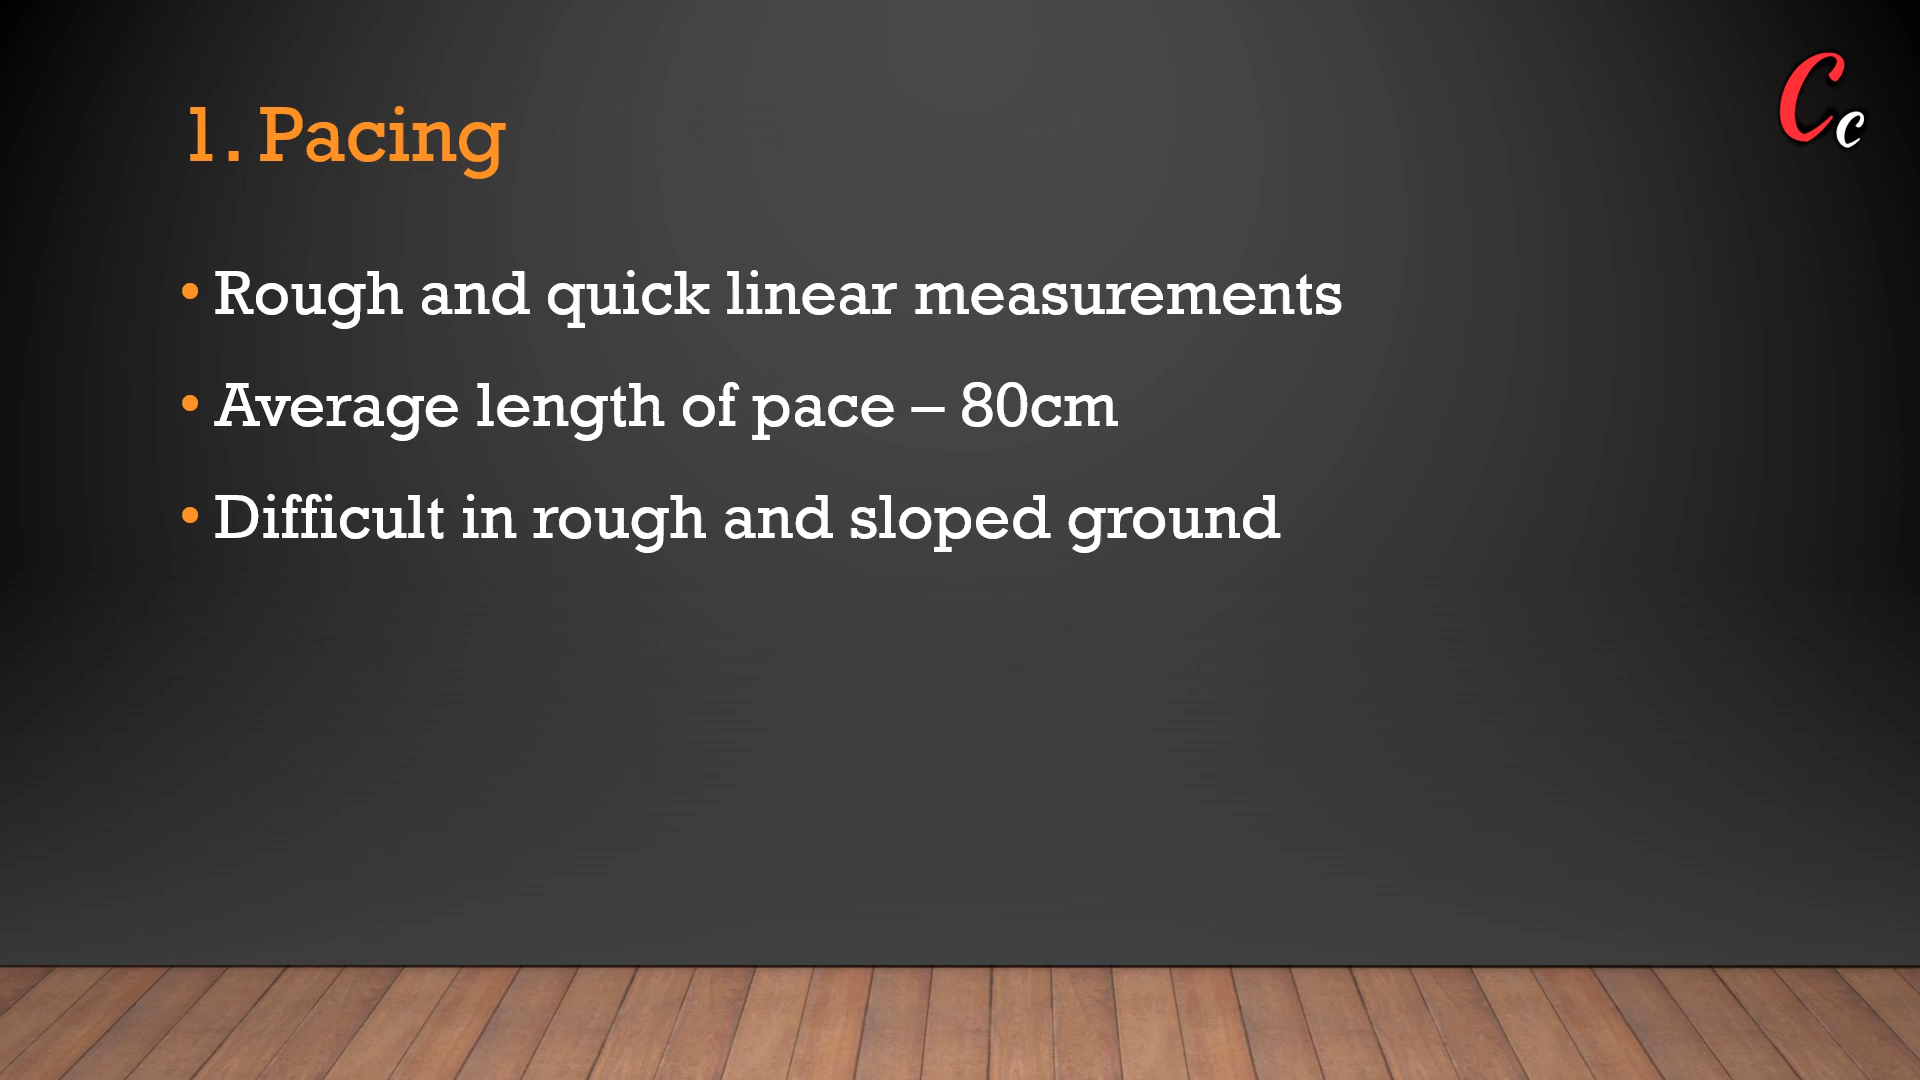 Cc
1. Pacing
• Rough and quick linear measurements
• Average length of pace – 80cm
• Difficult in rough and sloped ground